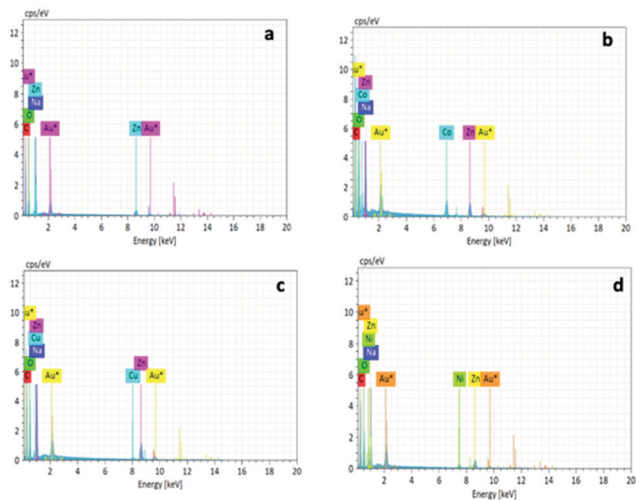 cps/eV
a
12
10
u*
Zn
8
Na
6
O
C Au* Zn Au*
4
2
0
2 4 6 8 10 12 14 16 18 20
Energy [keV]
cps/eV
b
12
u*
10
Zn
Co
8
Na
O
6
C Au* Co Zn Au*
4
2
0
2 4 6 8 10 12 14 16 18 20
Energy [keV]
cps/eV
c
12
u*
10
Zn
Cu
8
Na
O Zn
6
C Au* Cu Au*
4
2
0
2 4 6 8 10 12 14 16 18 20
Energy [keV]
cps/eV
d
12
u*
10
Zn
Ni
8
Na
O
6
C Au* Ni Zn Au*
4
2
0
2 4 6 8 10 12 14 16 18 20
Energy [keV]